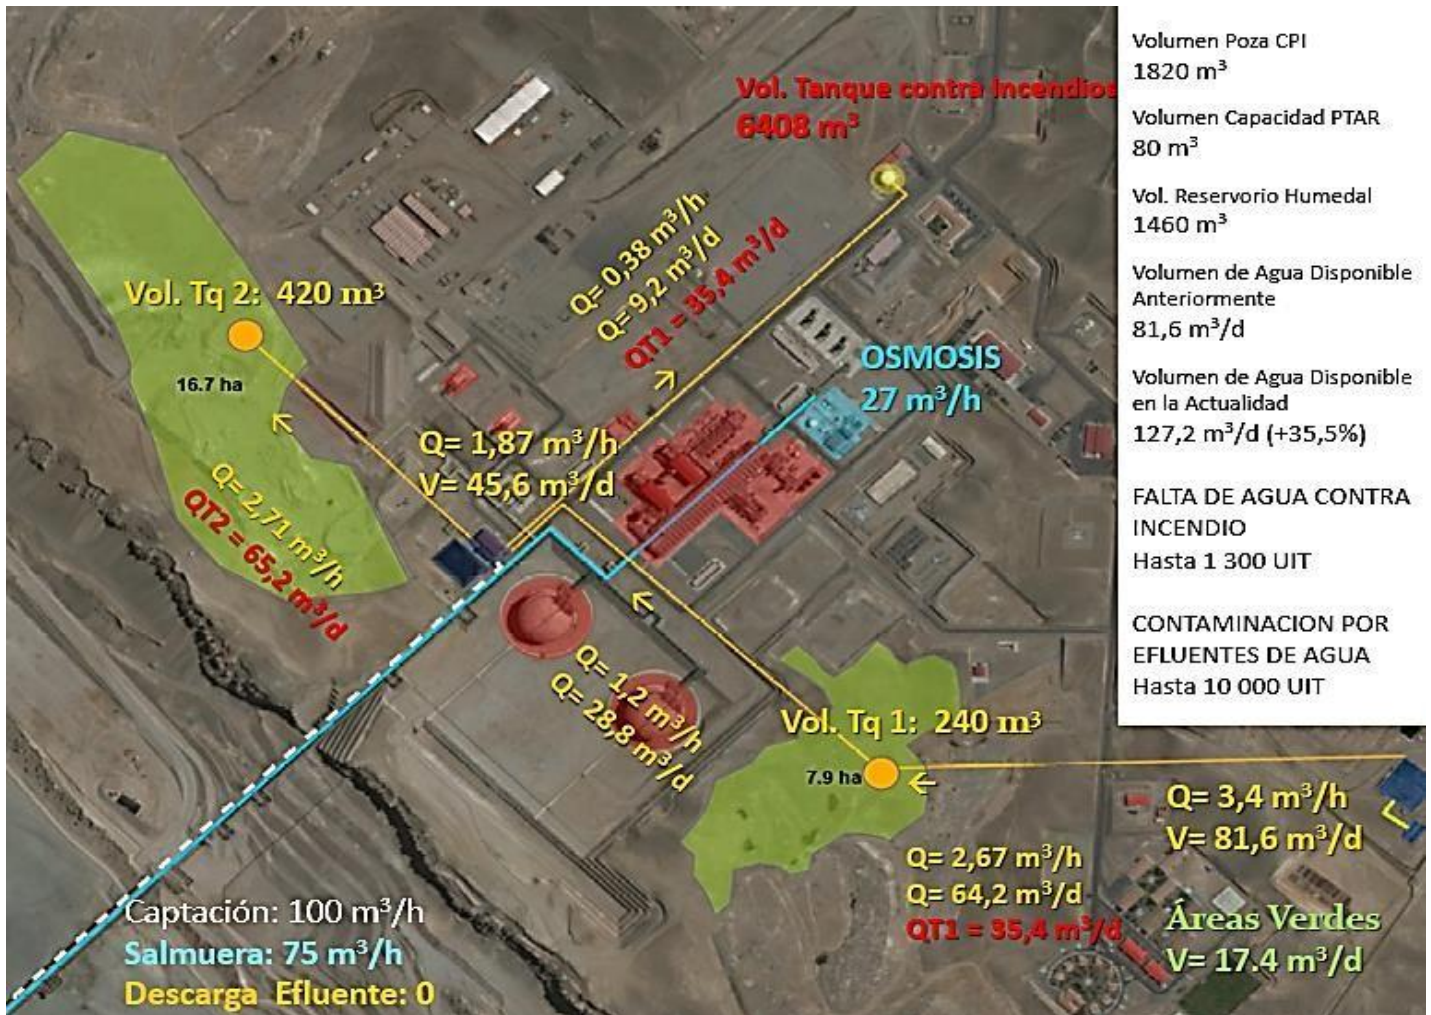 Volumen Poza CPI
1820 m³
Volumen Capacidad PTAR
80 m³
Vol. Reservorio Humedal
1460 m³
Volumen de Agua Disponible
Anteriormente
81,6 m³/d
Volumen de Agua Disponible
en la Actualidad
127,2 m³/d (+35,5%)
FALTA DE AGUA CONTRA
INCENDIO
Hasta 1 300 UIT
CONTAMINACION POR
EFLUENTES DE AGUA
Hasta 10 000 UIT
Vol. Tanque contra Incendios
6408 m³
Q= 0,38 m³/h
Q= 9,2 m³/d
QT1 = 35,4 m³/d
Vol. Tq 2: 420 m³
16.7 ha
OSMOSIS
27 m³/h
Q= 1,87 m³/h
V= 45,6 m³/d
Q= 2,71 m³/h
QT2 = 65,2 m³/d
Q= 1,2 m³/h
Q= 28,8 m³/d
Vol. Tq 1: 240 m³
7.9 ha
Q= 3,4 m³/h
V= 81,6 m³/d
Q= 2,67 m³/h
Q= 64,2 m³/d
QT1 = 35,4 m³/d
Áreas Verdes
V= 17.4 m³/d
Captación: 100 m³/h
Salmuera: 75 m³/h
Descarga Efluente: 0